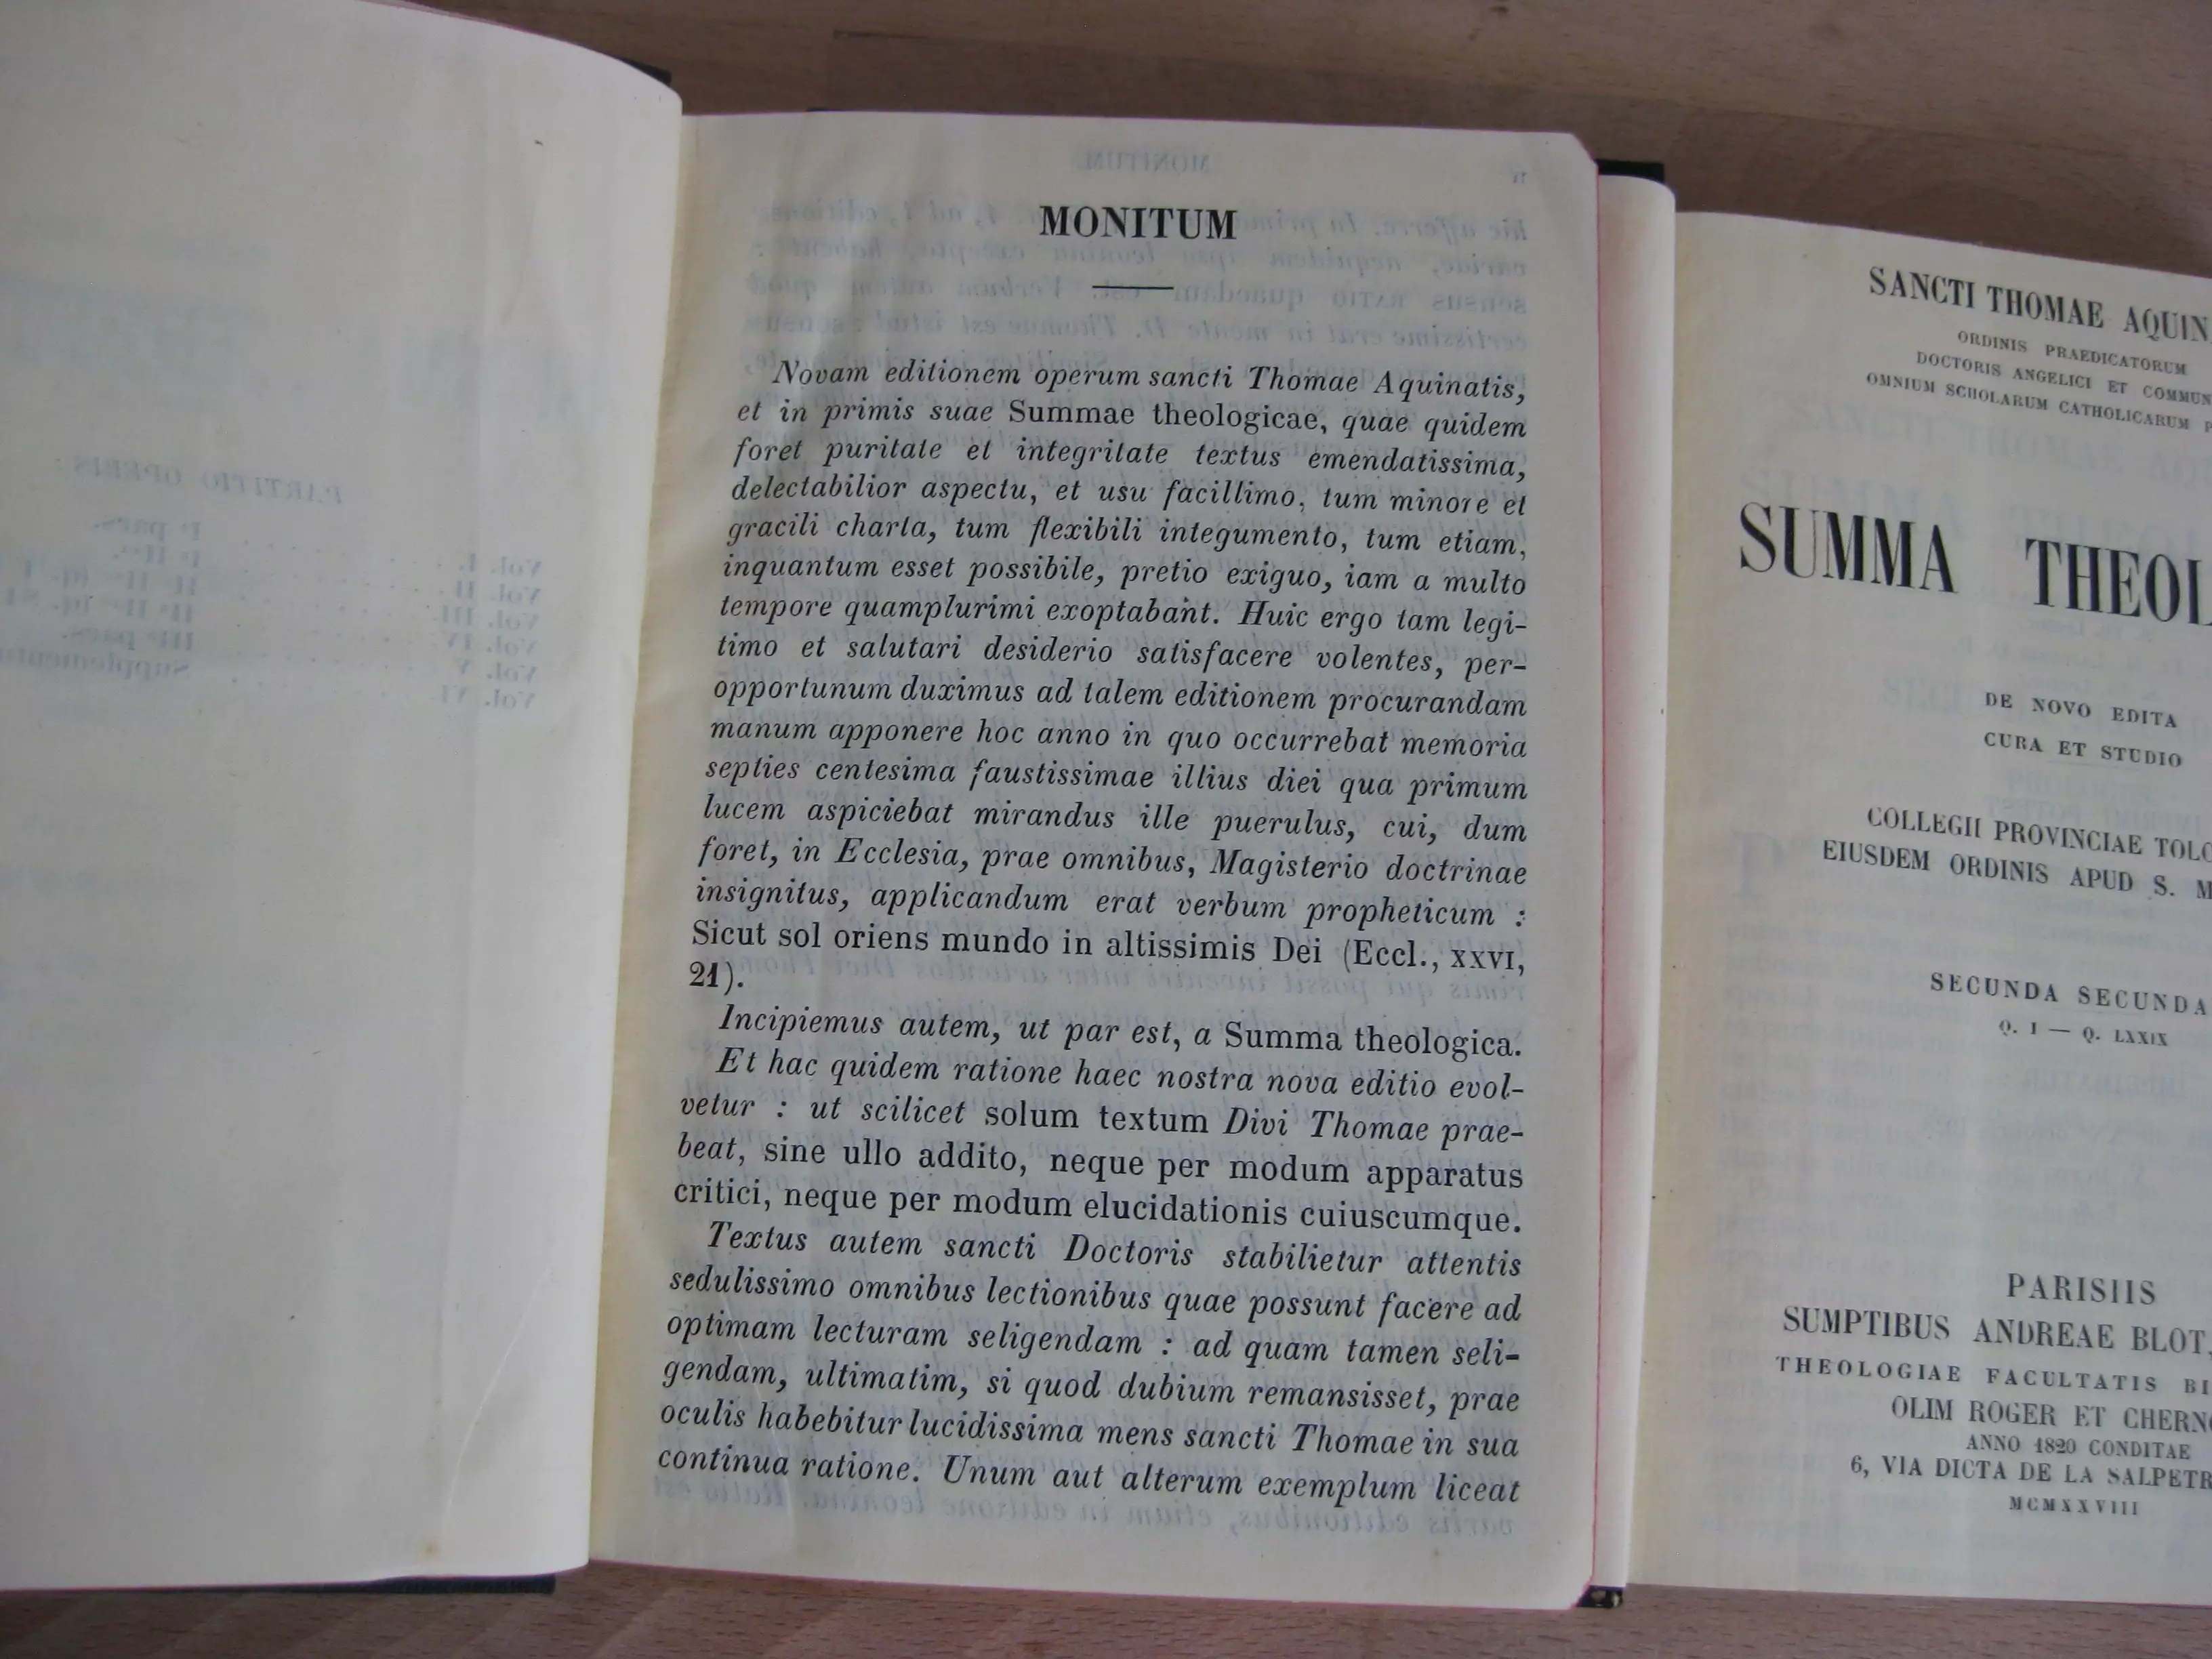 MONITUM
Novam editionem operum sancti Thomae Aquinatis,
et in primis suae Summae theologicae, quae quidem
foret puritate et integritate textus emendatissima,
delectabilior aspectu, et usu facillimo, tum minore et
gracili charta, tum flexibili integumento, tum etiam,
inquantum esset possibile, pretio exiguo, iam a multo
tempore quamplurimi exoptabant. Huic ergo tam legi-
timo et salutari desiderio satisfacere volentes, per-
opportunum duximus ad talem editionem procurandam
manum apponere hoc anno in quo occurrebat memoria
septies centesima faustissimae illius diei qua primum
lucem aspiciebat mirandus ille puerulus, cui, dum
foret, in Ecclesia, prae omnibus, Magisterio doctrinae
insignitus, applicandum erat verbum propheticum :
Sicut sol oriens mundo in altissimis Dei (Eccl., XXVI,
21).
Incipiemus autem, ut par est, a Summa theologica.
Et hac quidem ratione haec nostra nova editio evol-
vetur : ut scilicet solum textum Divi Thomae prae-
beat, sine ullo addito, neque per modum apparatus
critici, neque per modum elucidationis cuiuscumque.
Textus autem sancti Doctoris stabilietur attentis
sedulissimo omnibus lectionibus quae possunt facere ad
optimam lecturam seligendam : ad quam tamen seli-
gendam, ultimatim, si quod dubium remansisset, prae
oculis habebitur lucidissima mens sancti Thomae in sua
continua ratione. Unum aut alterum exemplum liceat
SANCTI THOMAE AQUIN
ORDINIS PRAEDICATORUM
DOCTORIS ANGELICI ET COMMUN
OMNIUM SCHOLARUM CATHOLICARUM P
SUMMA THEOL
DE NOVO EDITA
CURA ET STUDIO
COLLEGII PROVINCIAE TOLO
EIUSDEM ORDINIS APUD S. M
SECUNDA SECUNDA
Q. I — Q. LXXIX
PARISIIS
SUMPTIBUS ANDREAE BLOT,
THEOLOGIAE FACULTATIS BI
OLIM ROGER ET CHERNO
ANNO 1820 CONDITAE
6, VIA DICTA DE LA SALPETR
MCMXXVIII